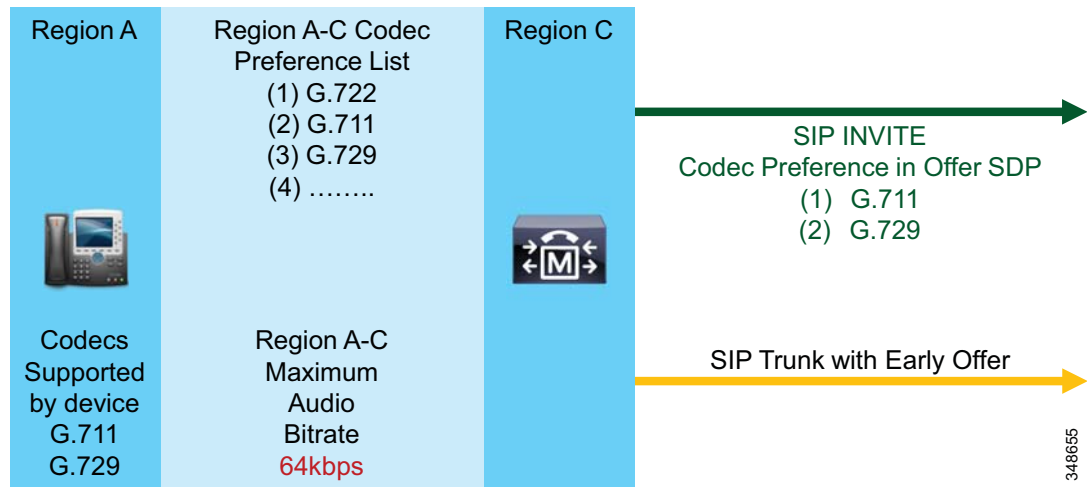 Region A
Region A-C Codec
Preference List
(1) G.722
(2) G.711
(3) G.729
(4) ........
Region C
SIP INVITE
Codec Preference in Offer SDP
(1) G.711
(2) G.729
M
Codecs
Supported
by device
G.711
G.729
Region A-C
Maximum
Audio
Bitrate
64kbps
SIP Trunk with Early Offer
348655